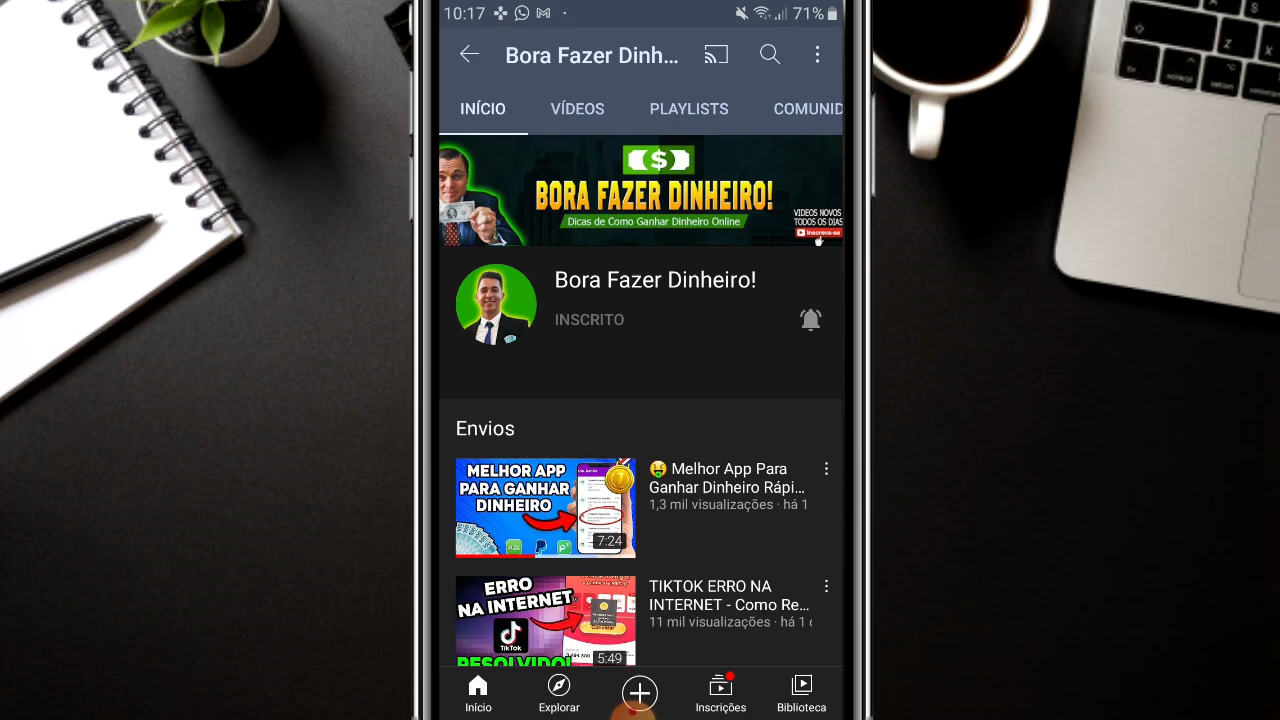 10:17
71%
Bora Fazer Dinh...
INÍCIO
VÍDEOS
PLAYLISTS
COMUNID
$
BORA FAZER DINHEIRO!
Dicas de Como Ganhar Dinheiro Online
VIDEOS NOVOS
TODOS OS DIAS
Inscreva-se
Bora Fazer Dinheiro!
INSCRITO
Envios
MELHOR APP
PARA GANHAR
DINHEIRO
7:24
🤑 Melhor App Para
Ganhar Dinheiro Rápi...
1,3 mil visualizações · há 1
ERRO
NA INTERNET
TikTok
RESOLVIDO!
5:49
TIKTOK ERRO NA
INTERNET - Como Re...
11 mil visualizações · há 1 d
Início
Explorar
Inscrições
Biblioteca